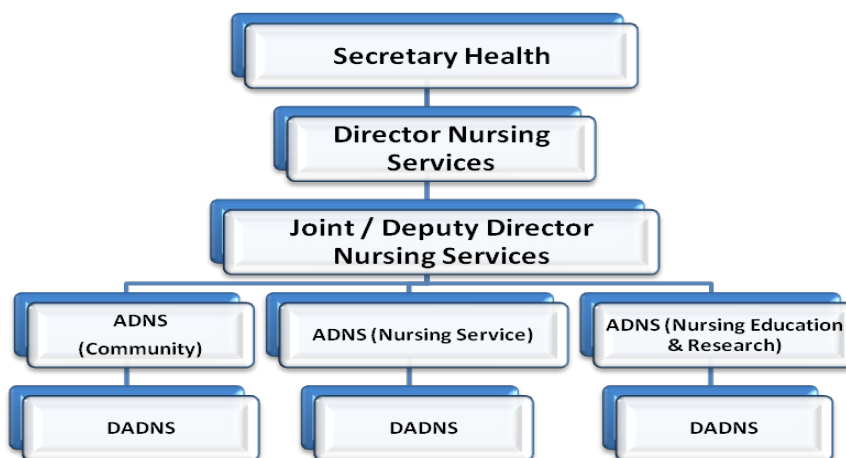 Secretary Health
Director Nursing
Services
Joint / Deputy Director
Nursing Services
ADNS
(Community)
ADNS (Nursing Service)
ADNS (Nursing Education
& Research)
DADNS
DADNS
DADNS